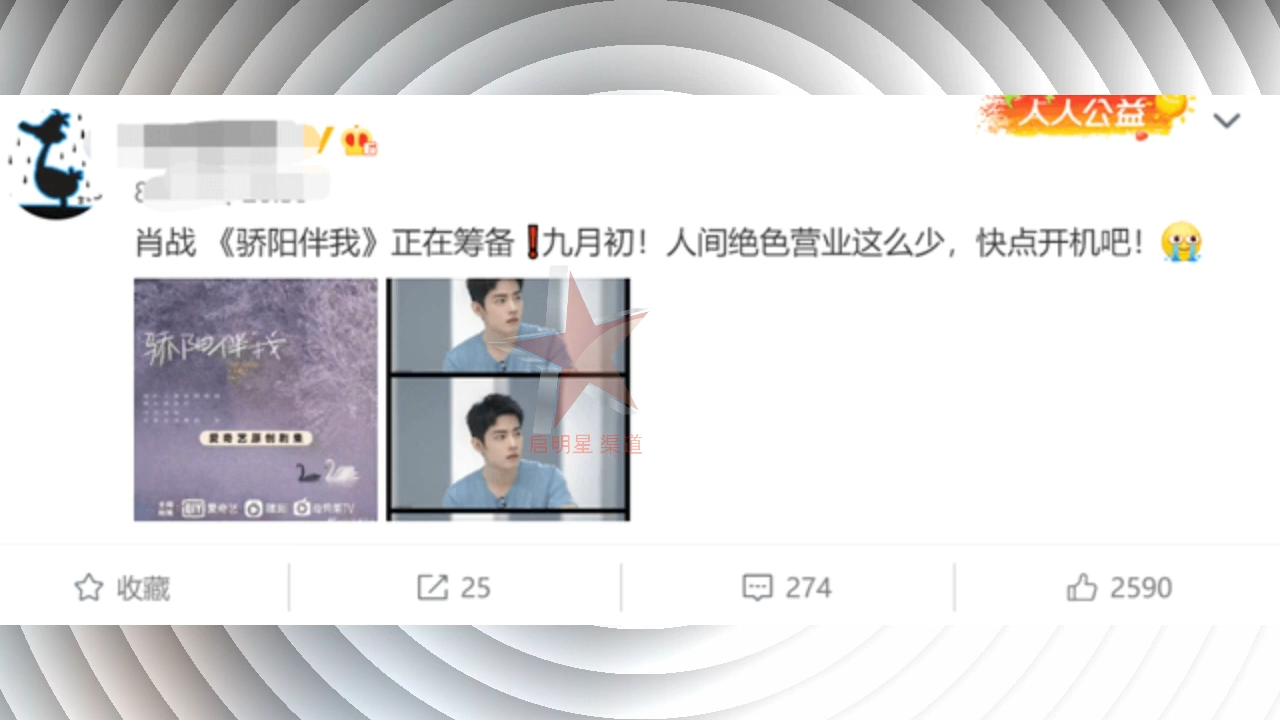 人人公益
肖战 《骄阳伴我》正在筹备❗九月初！人间绝色营业这么少，快点开机吧！😭
骄阳伴我
爱奇艺原创剧集
爱奇艺
启明星 渠道
收藏
25
274
2590